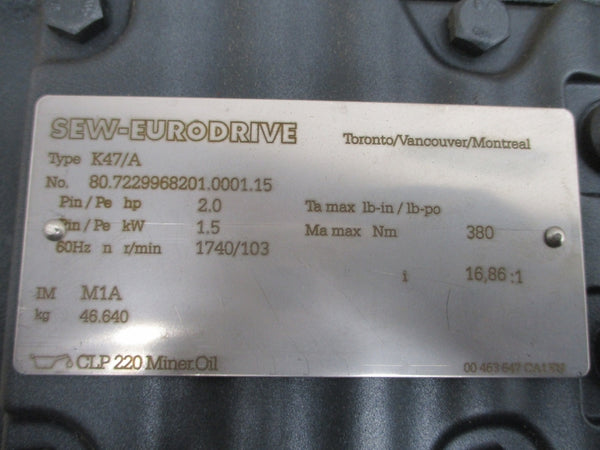 SEW-EURODRIVE Toronto/Vancouver/Montreal
Type K47/A
No. 80.7229968201.0001.15
Pin/Pe hp 2.0 Ta max lb-in / lb-po
Pin/Pe kW 1.5 Ma max Nm 380
60Hz n r/min 1740/103
i 16,86 :1
IM M1A
kg 46.640
CLP 220 Miner.Oil 00 463 647